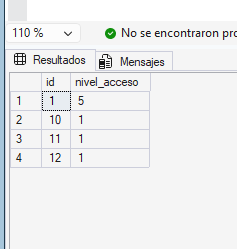 110 %
No se encontraron pro
Resultados Mensajes
id nivel_acceso
1 1 5
2 10 1
3 11 1
4 12 1